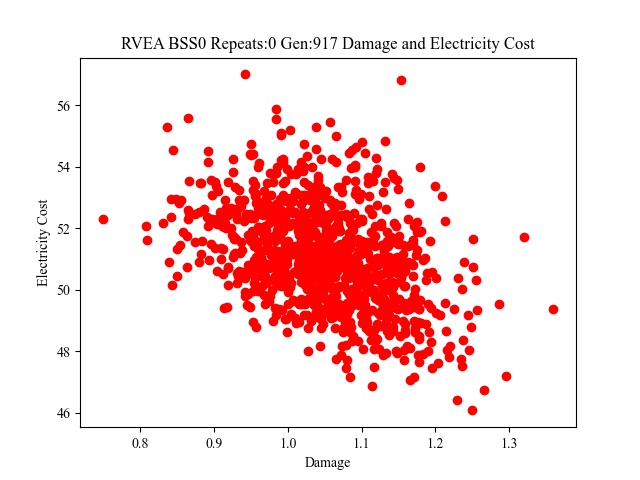 RVEA BSS0 Repeats:0 Gen:917 Damage and Electricity Cost
56
54
52
50
48
46
Electricity Cost
0.8 0.9 1.0 1.1 1.2 1.3
Damage